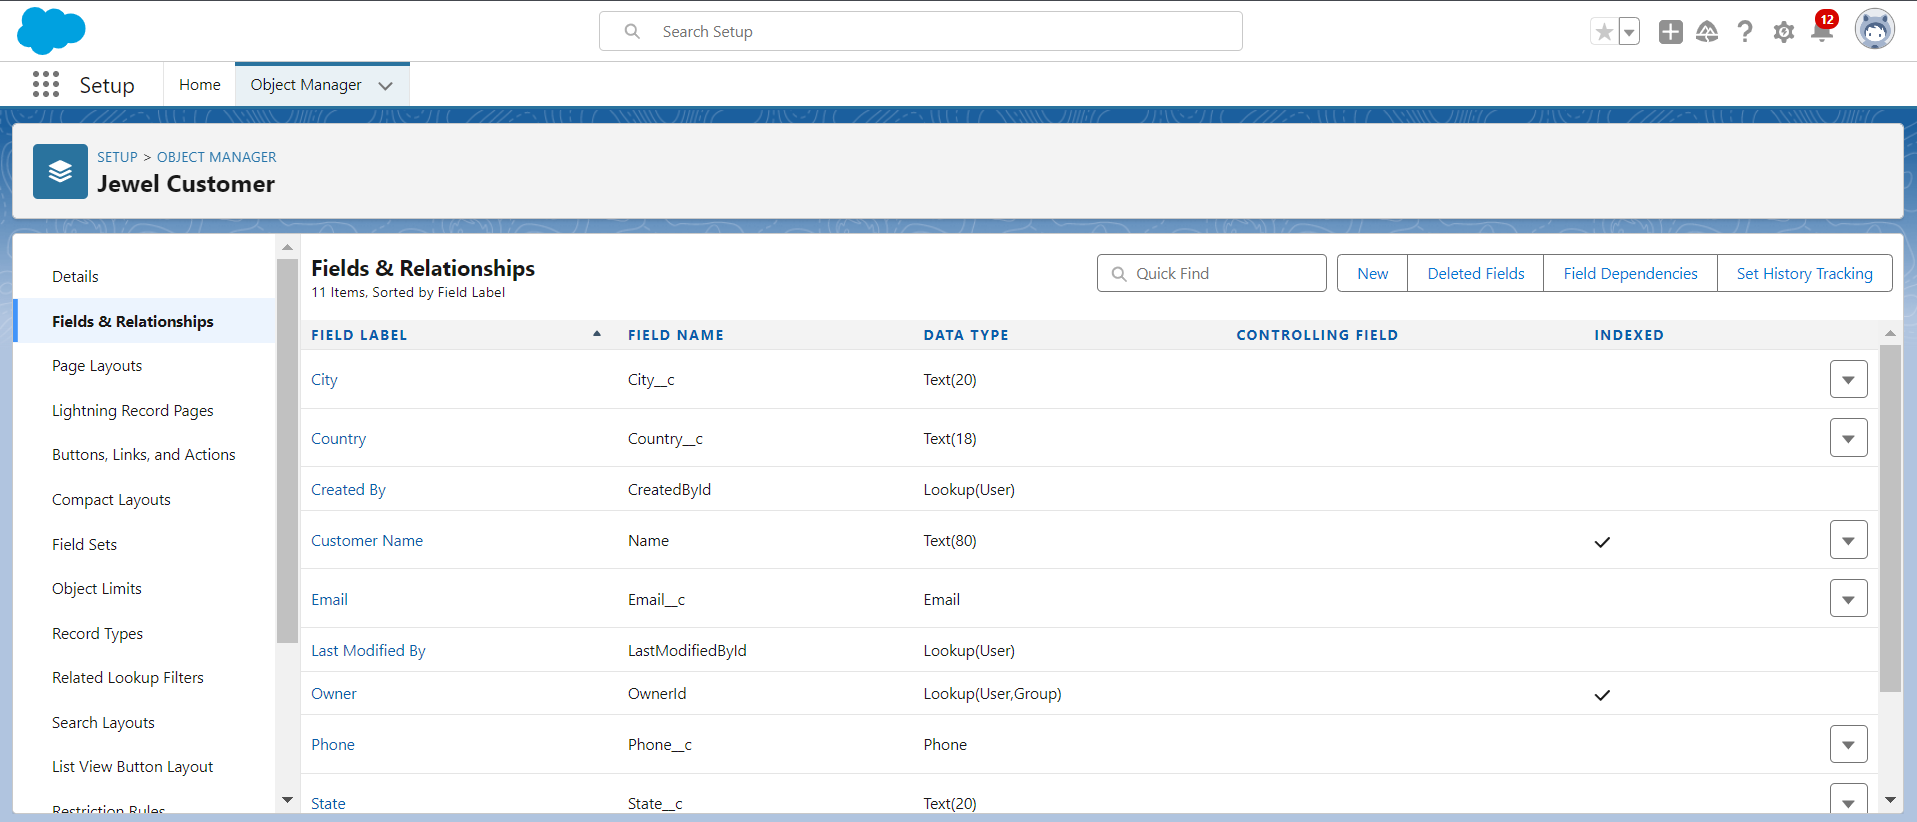 Search Setup
12
Setup
Home
Object Manager
SETUP > OBJECT MANAGER
Jewel Customer
Details
Fields & Relationships
Page Layouts
Lightning Record Pages
Buttons, Links, and Actions
Compact Layouts
Field Sets
Object Limits
Record Types
Related Lookup Filters
Search Layouts
List View Button Layout
Restriction Rules
Fields & Relationships
11 Items, Sorted by Field Label
Quick Find
New
Deleted Fields
Field Dependencies
Set History Tracking
FIELD LABEL FIELD NAME DATA TYPE CONTROLLING FIELD INDEXED
City City__c Text(20)
Country Country__c Text(18)
Created By CreatedById Lookup(User)
Customer Name Name Text(80)
Email Email__c Email
Last Modified By LastModifiedById Lookup(User)
Owner OwnerId Lookup(User,Group)
Phone Phone__c Phone
State State__c Text(20)